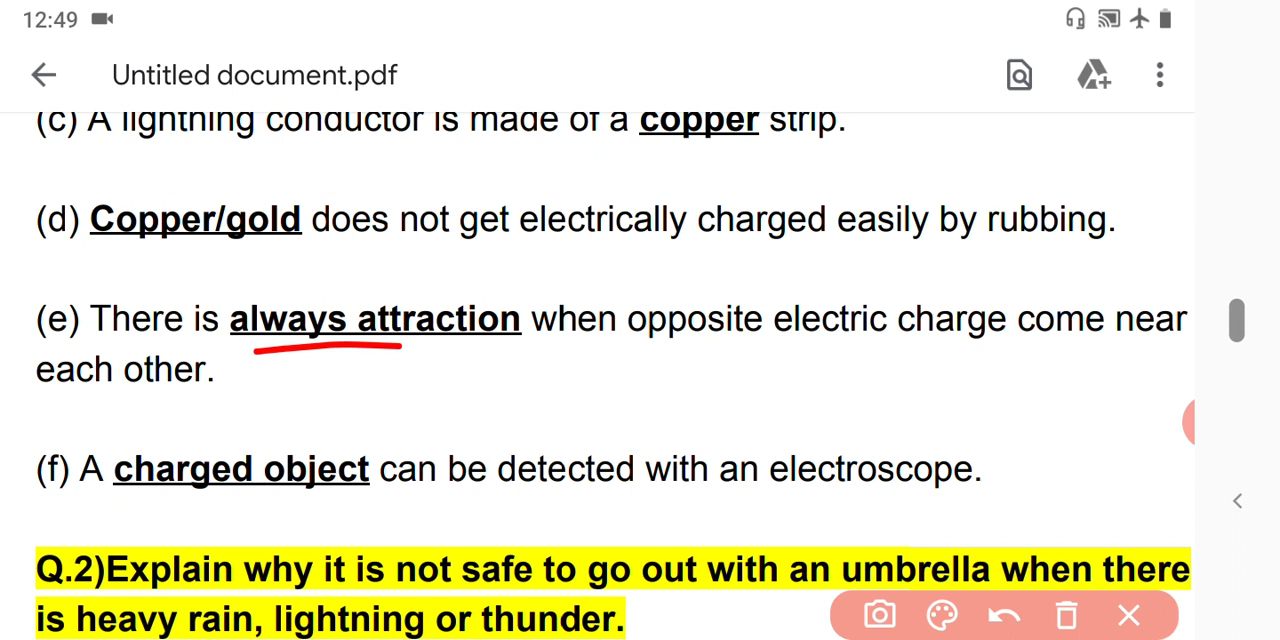 12:49
Untitled document.pdf
(c) A lightning conductor is made of a copper strip.
(d) Copper/gold does not get electrically charged easily by rubbing.
(e) There is always attraction when opposite electric charge come near
each other.
(f) A charged object can be detected with an electroscope.
Q.2)Explain why it is not safe to go out with an umbrella when there
is heavy rain, lightning or thunder.